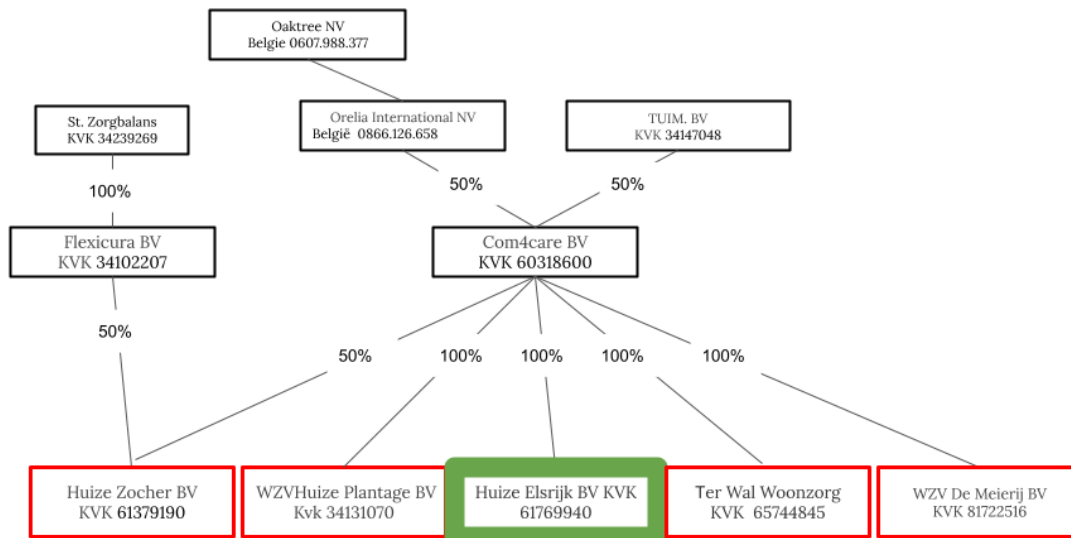 Oaktree NV
Belgie 0607.988.377
St. Zorgbalans
KVK 34239269
Orelia International NV
België 0866.126.658
TUIM. BV
KVK 34147048
100%
50%
50%
Flexicura BV
KVK 34102207
Com4care BV
KVK 60318600
50%
50%
100%
100%
100%
100%
Huize Zocher BV
KVK 61379190
WZVHuize Plantage BV
Kvk 34131070
Huize Elsrijk BV KVK
61769940
Ter Wal Woonzorg
KVK 65744845
WZV De Meierij BV
KVK 81722516